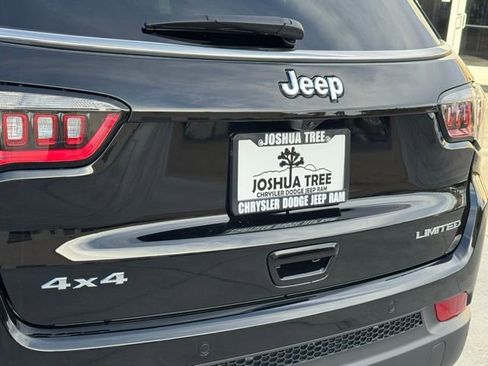 Jeep
JOSHUA TREE
JOSHUA TREE
CHRYSLER DODGE JEEP RAM
CHRYSLER DODGE JEEP RAM
LIMITED
4x4